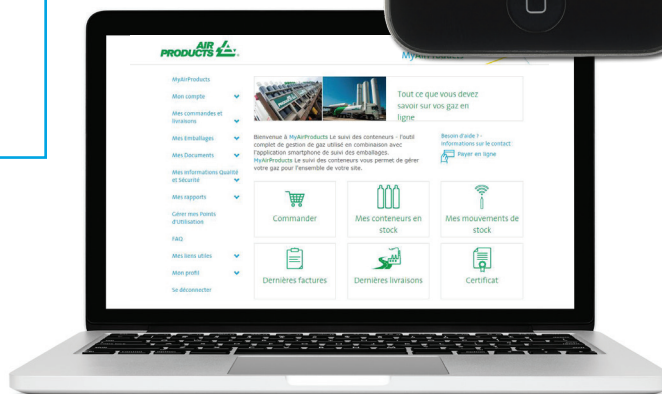 AIR
PRODUCTS
MyAirProducts
Mon compte
Mes commandes et
livraisons
Mes Emballages
Mes Documents
Mes Informations Qualité
et Sécurité
Mes rapports
Gérer mes Points
d'Utilisation
FAQ
Mes liens utiles
Mon profil
Se déconnecter
Tout ce que vous devez
savoir sur vos gaz en
ligne
Bienvenue à MyAirProducts Le suivi des conteneurs - l'outil
complet de gestion de gaz utilisé en combinaison avec
l'application smartphone de suivi des emballages.
MyAirProducts Le suivi des conteneurs vous permet de gérer
votre gaz pour l'ensemble de votre site.
Besoin d'aide ? -
Informations sur le contact
Payer en ligne
Commander
Mes conteneurs en
stock
Mes mouvements de
stock
Dernières factures
Dernières livraisons
Certificat